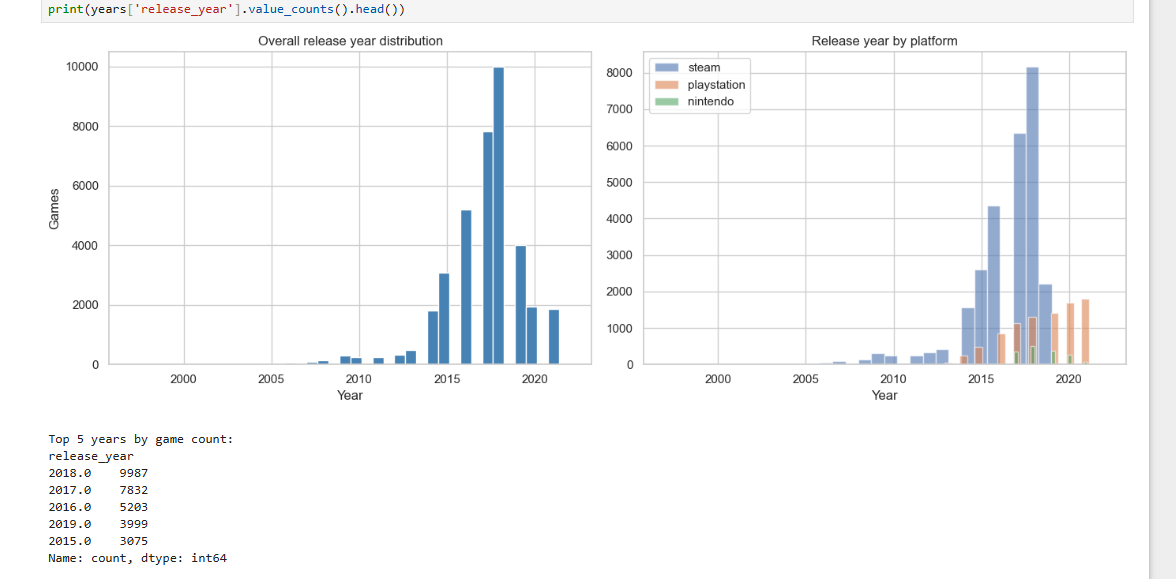 print(years['release_year'].value_counts().head())
Overall release year distribution
10000
8000
6000
4000
2000
0
Games
2000 2005 2010 2015 2020
Year
Release year by platform
steam
playstation
nintendo
8000
7000
6000
5000
4000
3000
2000
1000
0
2000 2005 2010 2015 2020
Year
Top 5 years by game count:
release_year
2018.0    9987
2017.0    7832
2016.0    5203
2019.0    3999
2015.0    3075
Name: count, dtype: int64